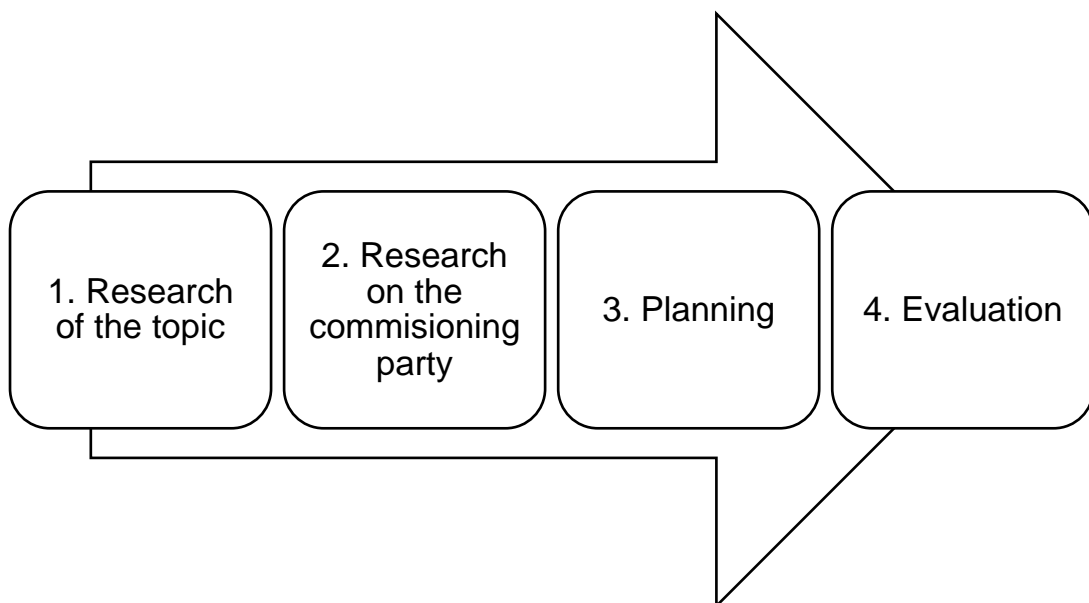 1. Research
of the topic
2. Research
on the
commisioning
party
3. Planning
4. Evaluation